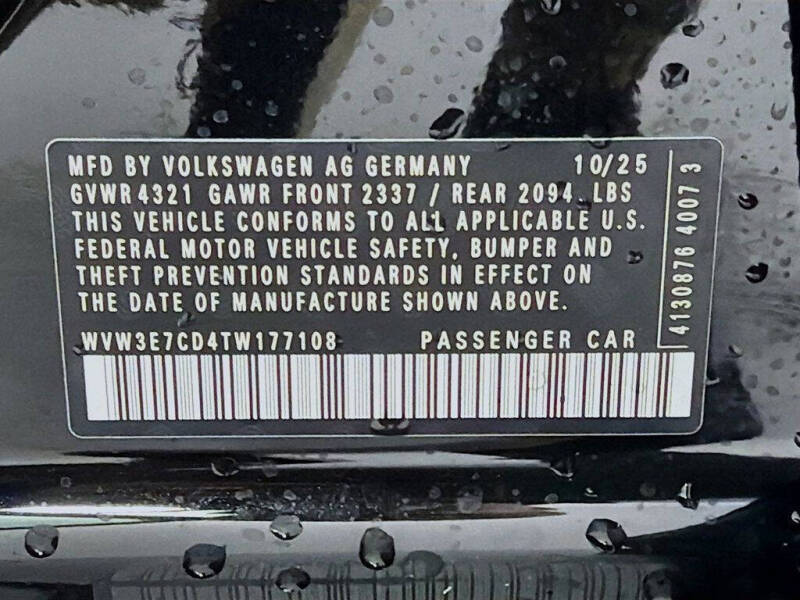 MFD BY VOLKSWAGEN AG GERMANY 10/25
GVWR 4321 GAWR FRONT 2337 / REAR 2094 LBS
THIS VEHICLE CONFORMS TO ALL APPLICABLE U.S.
FEDERAL MOTOR VEHICLE SAFETY, BUMPER AND
THEFT PREVENTION STANDARDS IN EFFECT ON
THE DATE OF MANUFACTURE SHOWN ABOVE.
WVW3E7CD4TW177108 PASSENGER CAR
4130876 4007 3